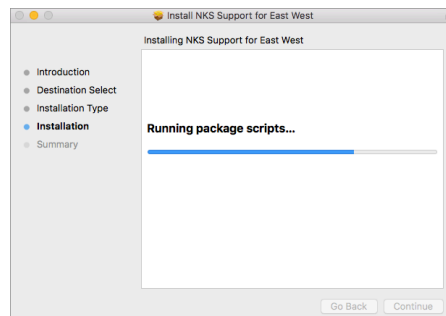 Install NKS Support for East West
Installing NKS Support for East West
Introduction
Destination Select
Installation Type
Installation
Summary
Running package scripts...
Go Back
Continue